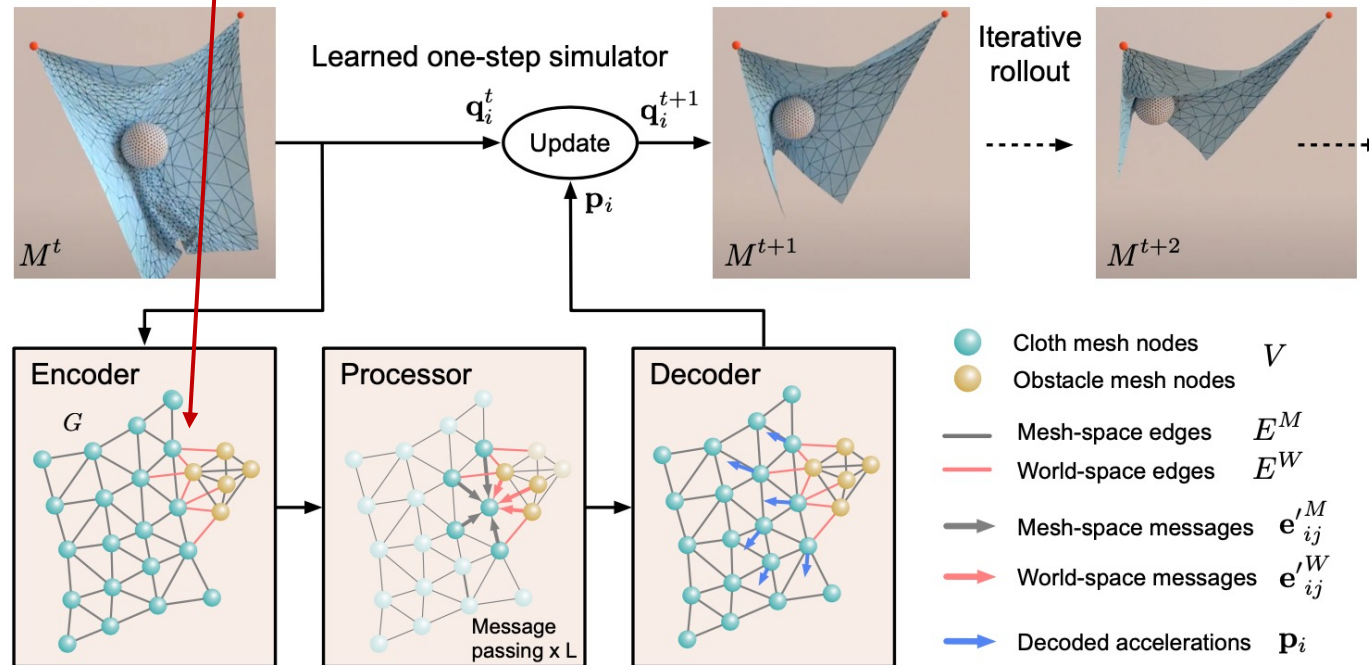 Learned one-step simulator
Iterative
rollout
q_i^t
q_i^{t+1}
Update
p_i
M^t
M^{t+1}
M^{t+2}
Encoder
G
Processor
Message
passing x L
Decoder
Cloth mesh nodes
Obstacle mesh nodes
V
Mesh-space edges E^M
World-space edges E^W
Mesh-space messages e'^M_{ij}
World-space messages e'^W_{ij}
Decoded accelerations p_i